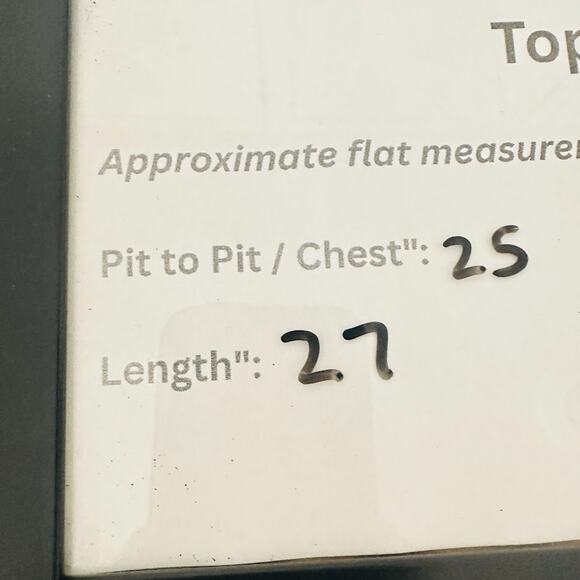 Top
Approximate flat measure
Pit to Pit / Chest": 25
Length": 27